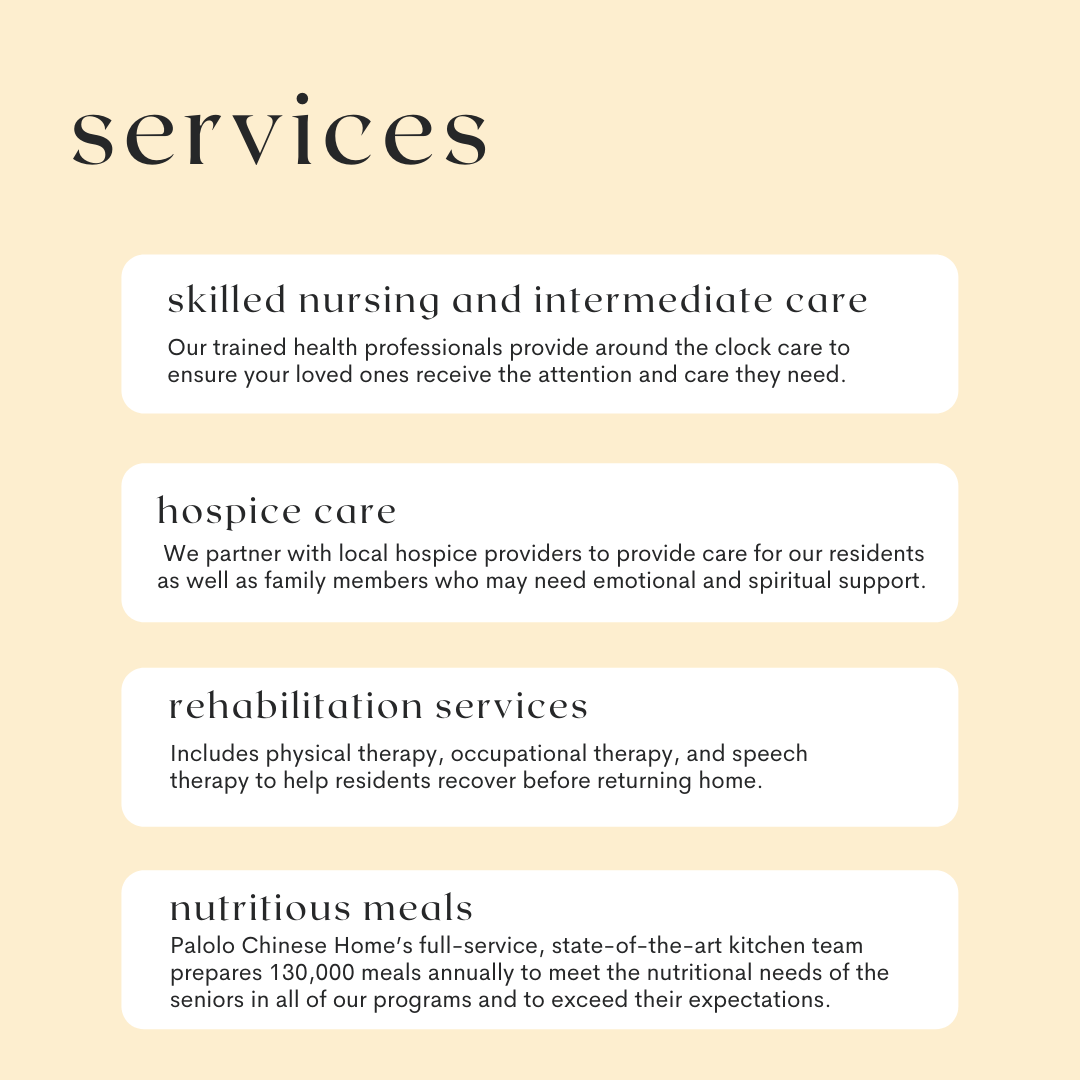 services
skilled nursing and intermediate care
Our trained health professionals provide around the clock care to
ensure your loved ones receive the attention and care they need.
hospice care
We partner with local hospice providers to provide care for our residents
as well as family members who may need emotional and spiritual support.
rehabilitation services
Includes physical therapy, occupational therapy, and speech
therapy to help residents recover before returning home.
nutritious meals
Palolo Chinese Home's full-service, state-of-the-art kitchen team
prepares 130,000 meals annually to meet the nutritional needs of the
seniors in all of our programs and to exceed their expectations.